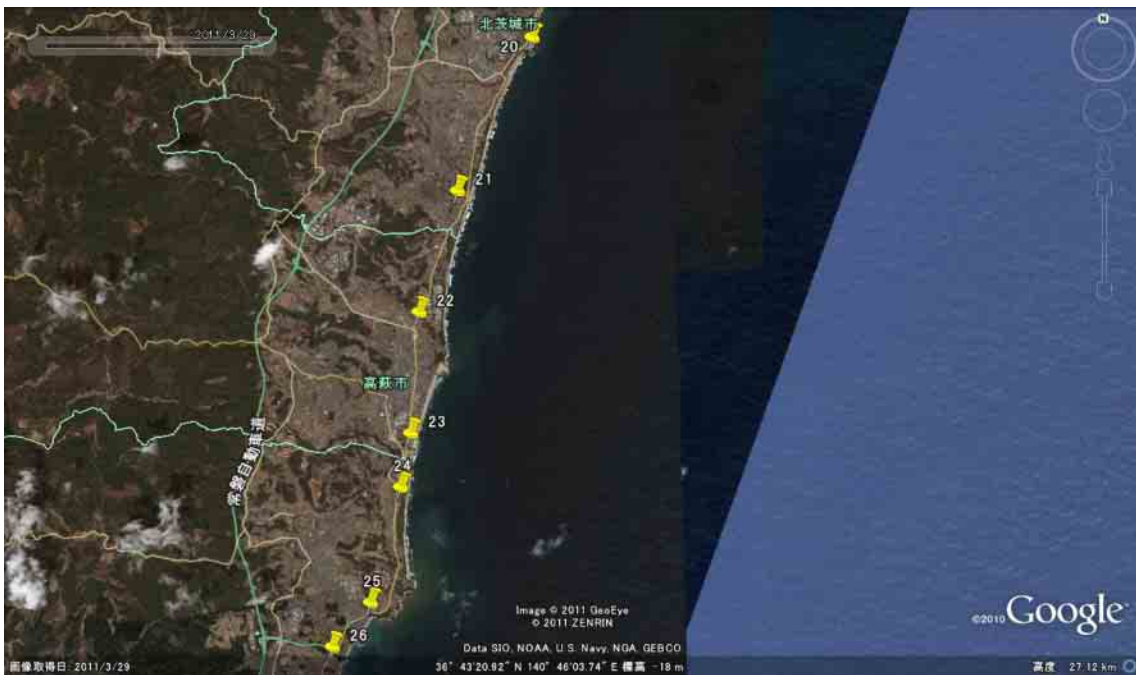 北茨城市
2011/3/29
20
21
22
高萩市
23
24
常磐自動車道
25
26
Image © 2011 GeoEye
© 2011 ZENRIN
Data SIO, NOAA, U.S. Navy, NGA, GEBCO
©2010 Google
画像取得日: 2011/3/29
36° 43'20.92" N 140° 46'03.74" E 標高 -18 m
高度 27.12 km
N